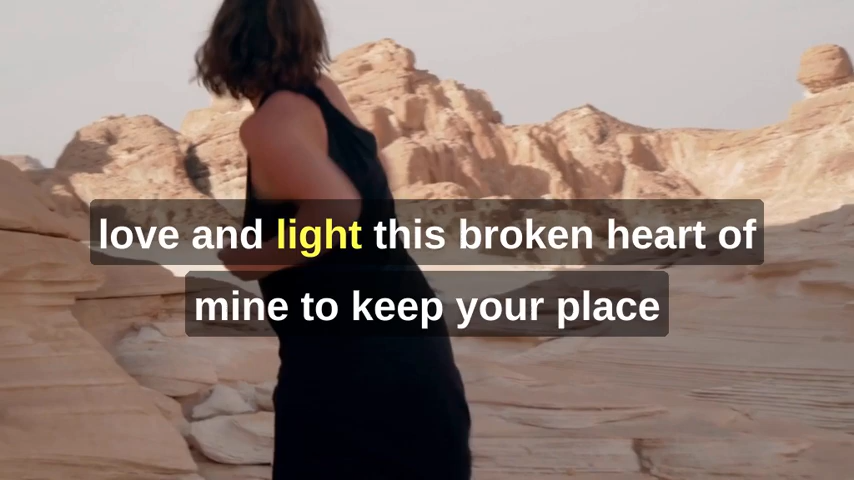 love and light this broken heart of
mine to keep your place